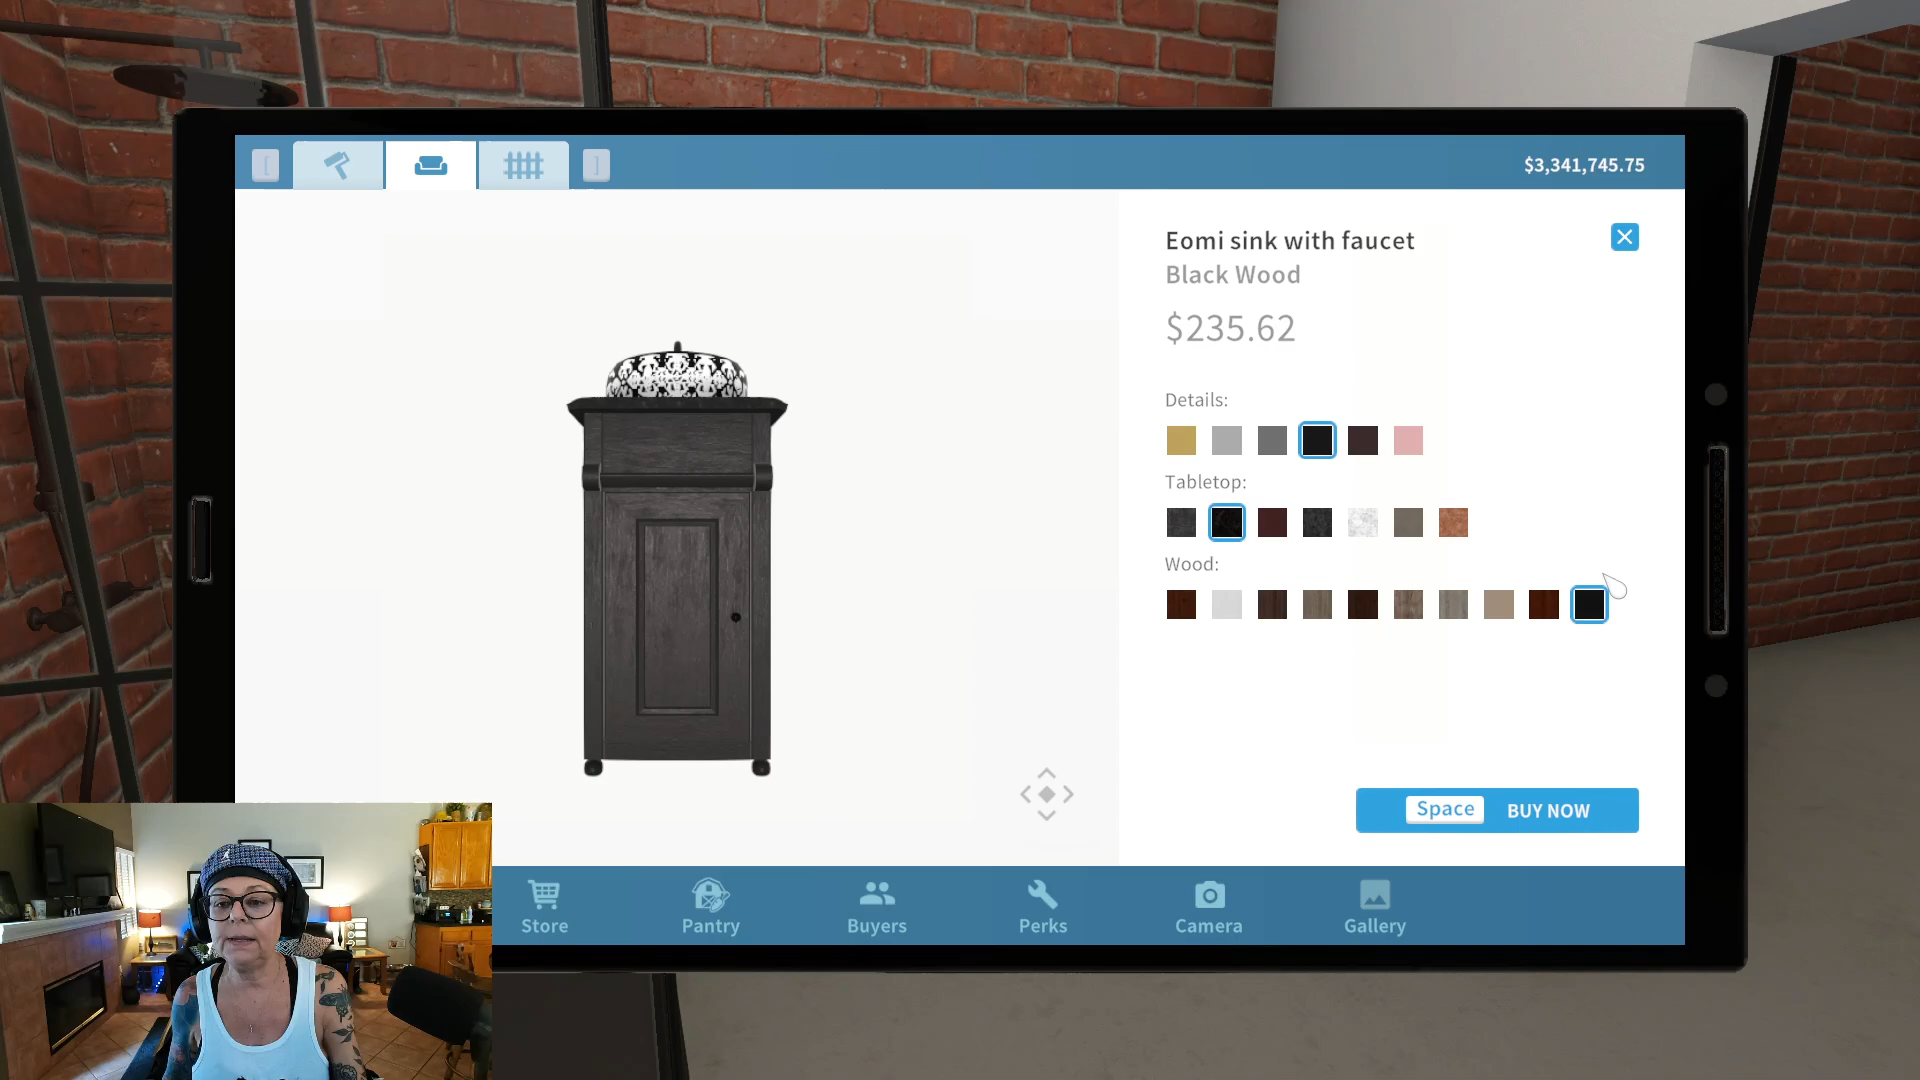 [
]
$3,341,745.75
Eomi sink with faucet
Black Wood
$235.62
Details:
Tabletop:
Wood:
Space BUY NOW
Store
Pantry
Buyers
Perks
Camera
Gallery